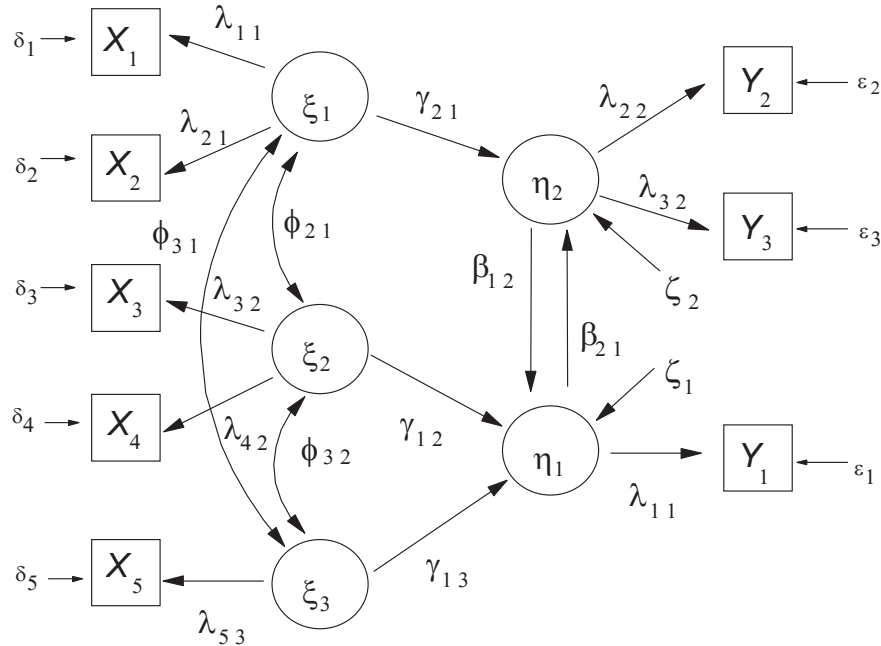 δ1 X1 λ11 ξ1
δ2 X2 λ21
ϕ31 ϕ21
δ3 X3 λ32 ξ2
δ4 X4 λ42 ϕ32
δ5 X5 λ53 ξ3
γ21 η2 λ22 Y2 ε2
λ32 Y3 ε3
β12 β21 ζ2
ζ1
γ12 η1 Y1 ε1
γ13 λ11